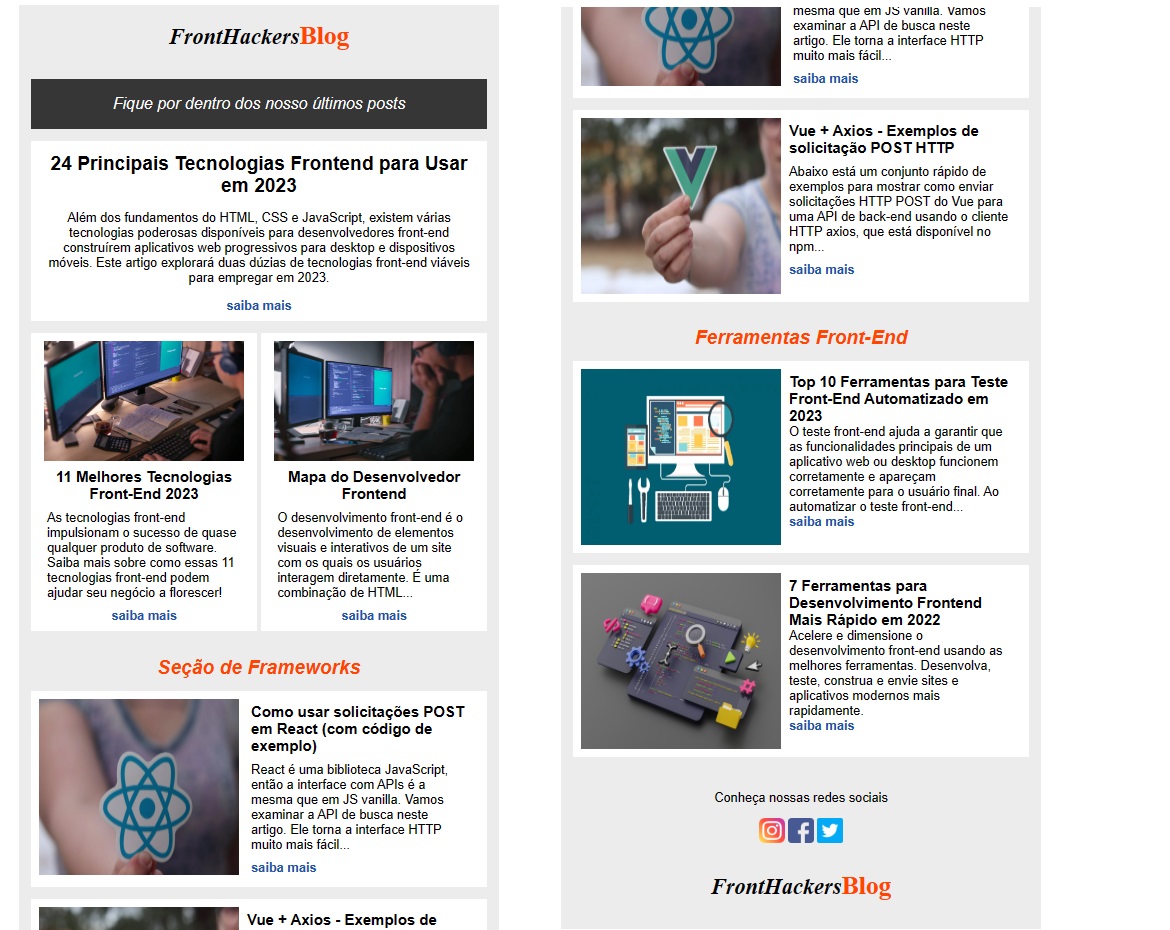 FrontHackersBlog
Fique por dentro dos nosso últimos posts
24 Principais Tecnologias Frontend para Usar
em 2023
Além dos fundamentos do HTML, CSS e JavaScript, existem várias
tecnologias poderosas disponíveis para desenvolvedores front-end
construírem aplicativos web progressivos para desktop e dispositivos
móveis. Este artigo explorará duas dúzias de tecnologias front-end viáveis
para empregar em 2023.
saiba mais
11 Melhores Tecnologias
Front-End 2023
As tecnologias front-end
impulsionam o sucesso de quase
qualquer produto de software.
Saiba mais sobre como essas 11
tecnologias front-end podem
ajudar seu negócio a florescer!
saiba mais
Mapa do Desenvolvedor
Frontend
O desenvolvimento front-end é o
desenvolvimento de elementos
visuais e interativos de um site
com os quais os usuários
interagem diretamente. É uma
combinação de HTML...
saiba mais
Seção de Frameworks
Como usar solicitações POST
em React (com código de
exemplo)
React é uma biblioteca JavaScript,
então a interface com APIs é a
mesma que em JS vanilla. Vamos
examinar a API de busca neste
artigo. Ele torna a interface HTTP
muito mais fácil...
saiba mais
Vue + Axios - Exemplos de
mesma que em JS vanilla. Vamos
examinar a API de busca neste
artigo. Ele torna a interface HTTP
muito mais fácil...
saiba mais
Vue + Axios - Exemplos de
solicitação POST HTTP
Abaixo está um conjunto rápido de
exemplos para mostrar como enviar
solicitações HTTP POST do Vue para
uma API de back-end usando o cliente
HTTP axios, que está disponível no
npm...
saiba mais
Ferramentas Front-End
Top 10 Ferramentas para Teste
Front-End Automatizado em
2023
O teste front-end ajuda a garantir que
as funcionalidades principais de um
aplicativo web ou desktop funcionem
corretamente e apareçam
corretamente para o usuário final. Ao
automatizar o teste front-end...
saiba mais
7 Ferramentas para
Desenvolvimento Frontend
Mais Rápido em 2022
Acelere e dimensione o
desenvolvimento front-end usando as
melhores ferramentas. Desenvolva,
teste, construa e envie sites e
aplicativos modernos mais
rapidamente.
saiba mais
Conheça nossas redes sociais
FrontHackersBlog